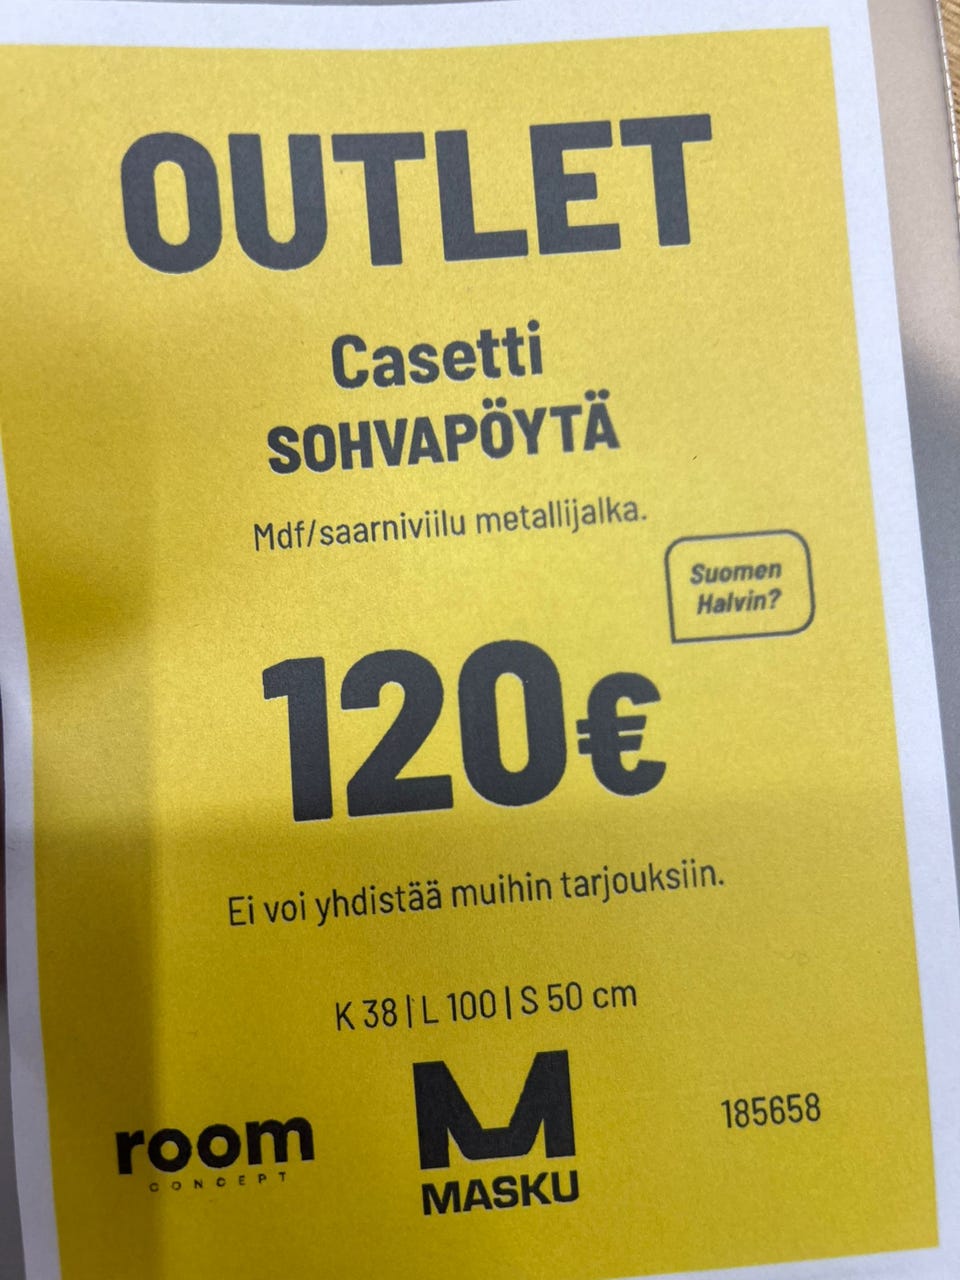 OUTLET
Casetti
SOHVAPÖYTÄ
Mdf/saarniviilu metallijalka.
Suomen
Halvin?
120€
Ei voi yhdistää muihin tarjouksiin.
K 38 | L 100 | S 50 cm
room
CONCEPT
M
MASKU
185658